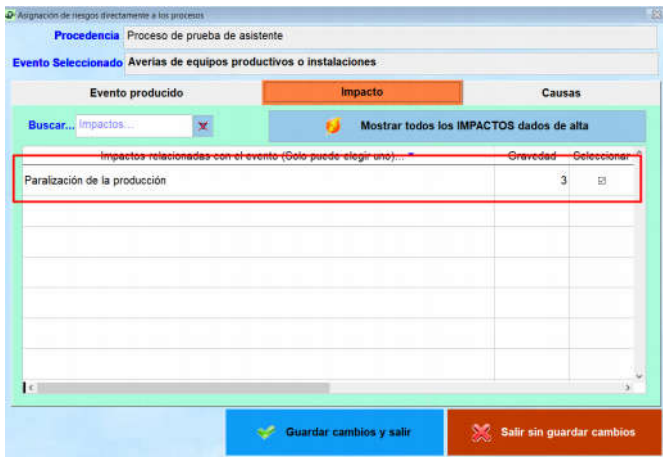 Asignación de riesgos directamente a los procesos
Procedencia Proceso de prueba de asistente
Evento Seleccionado Averias de equipos productivos o instalaciones
Evento producido Impacto Causas
Buscar... Impactos... Mostrar todos los IMPACTOS dados de alta
Impactos relacionadas con el evento (Solo puede elegir uno)... Gravedad Seleccionar
Paralización de la producción 3
Guardar cambios y salir Salir sin guardar cambios